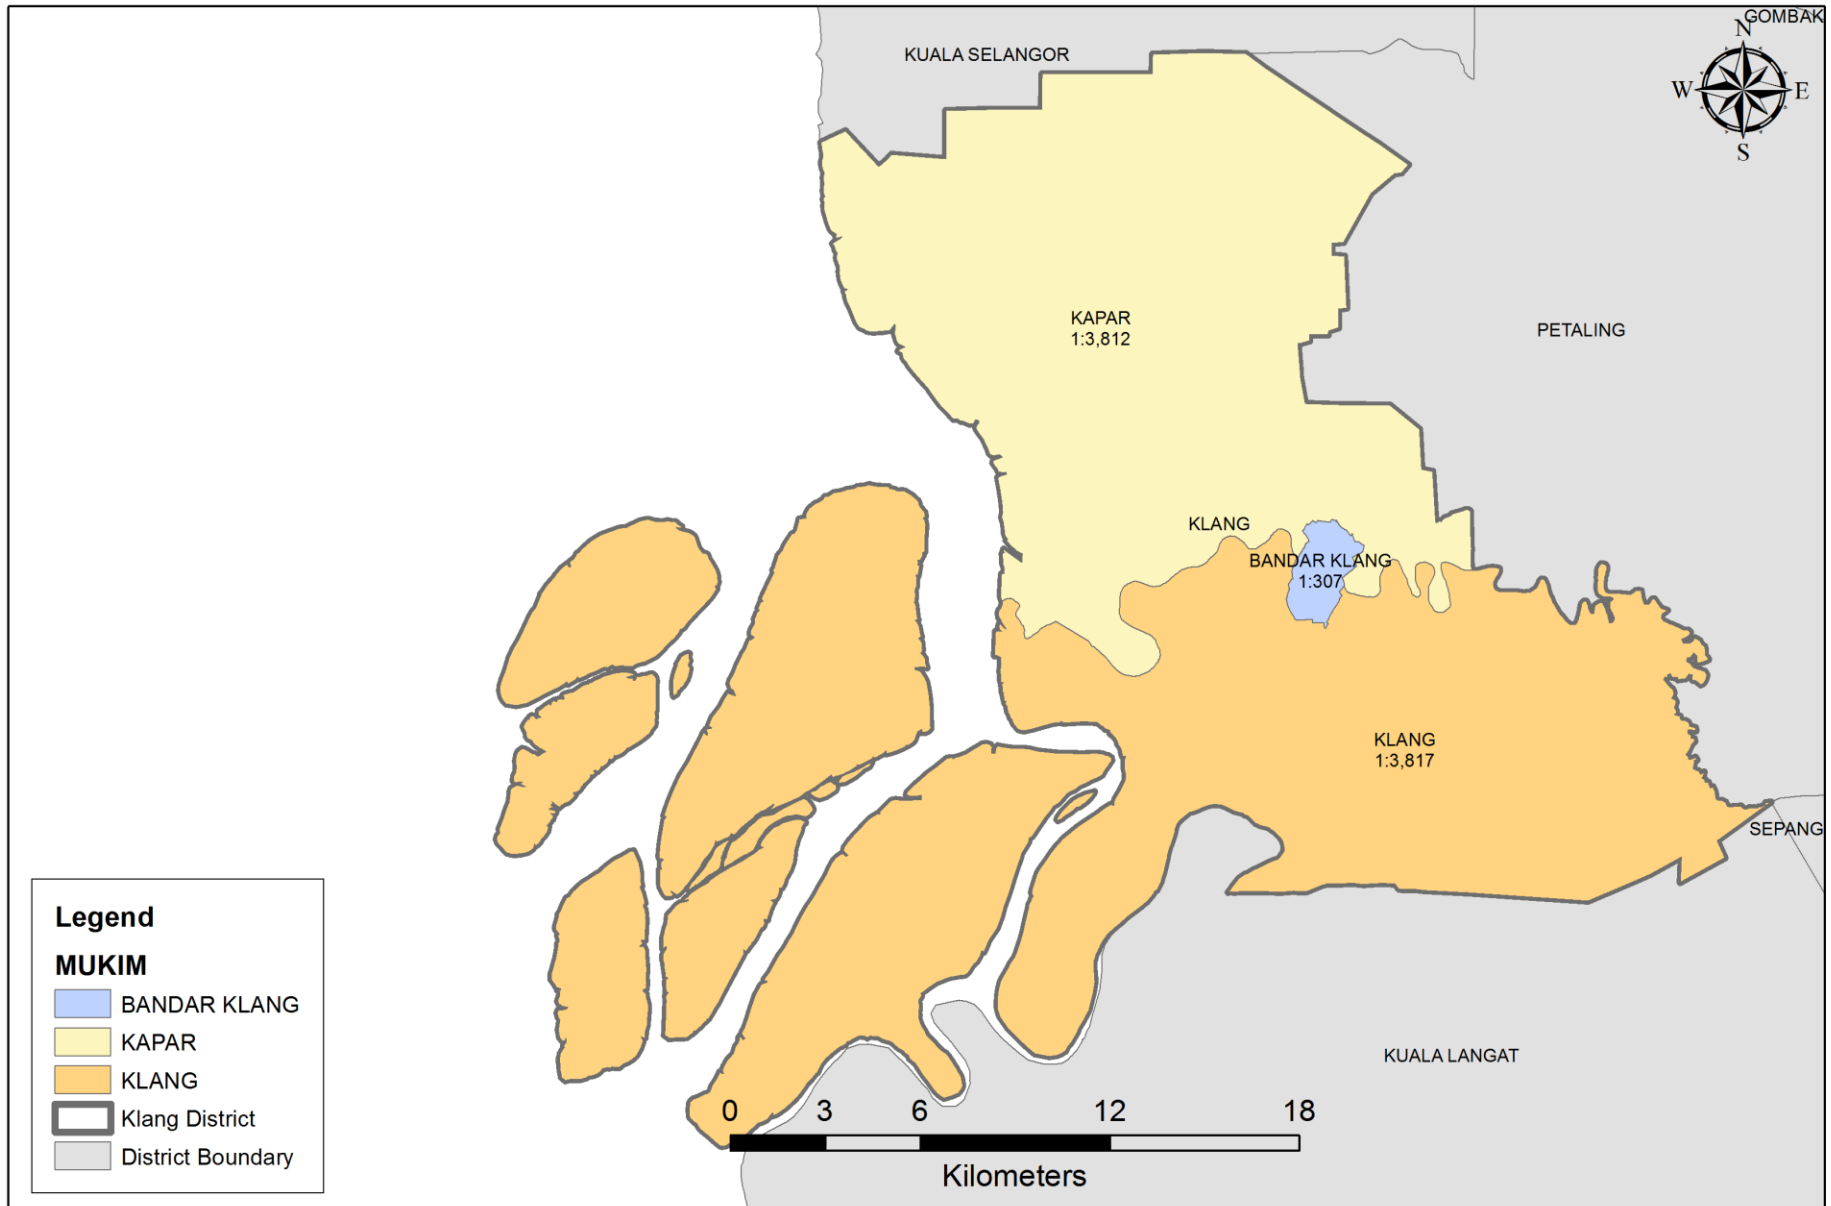 GOMBAK
N
W
E
S
KUALA SELANGOR
KAPAR
1:3,812
PETALING
KLANG
BANDAR KLANG
1:307
KLANG
1:3,817
SEPANG
KUALA LANGAT
Legend
MUKIM
BANDAR KLANG
KAPAR
KLANG
Klang District
District Boundary
0 3 6 12 18
Kilometers